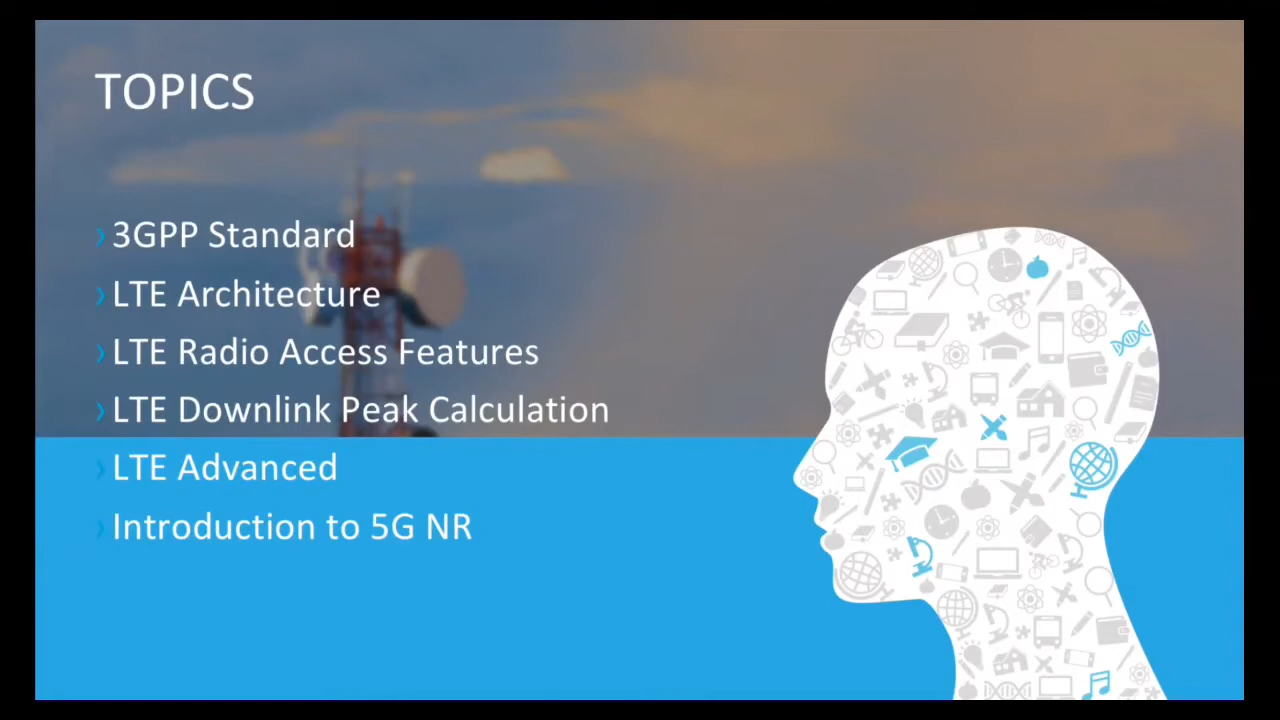 TOPICS
› 3GPP Standard
› LTE Architecture
› LTE Radio Access Features
› LTE Downlink Peak Calculation
› LTE Advanced
› Introduction to 5G NR